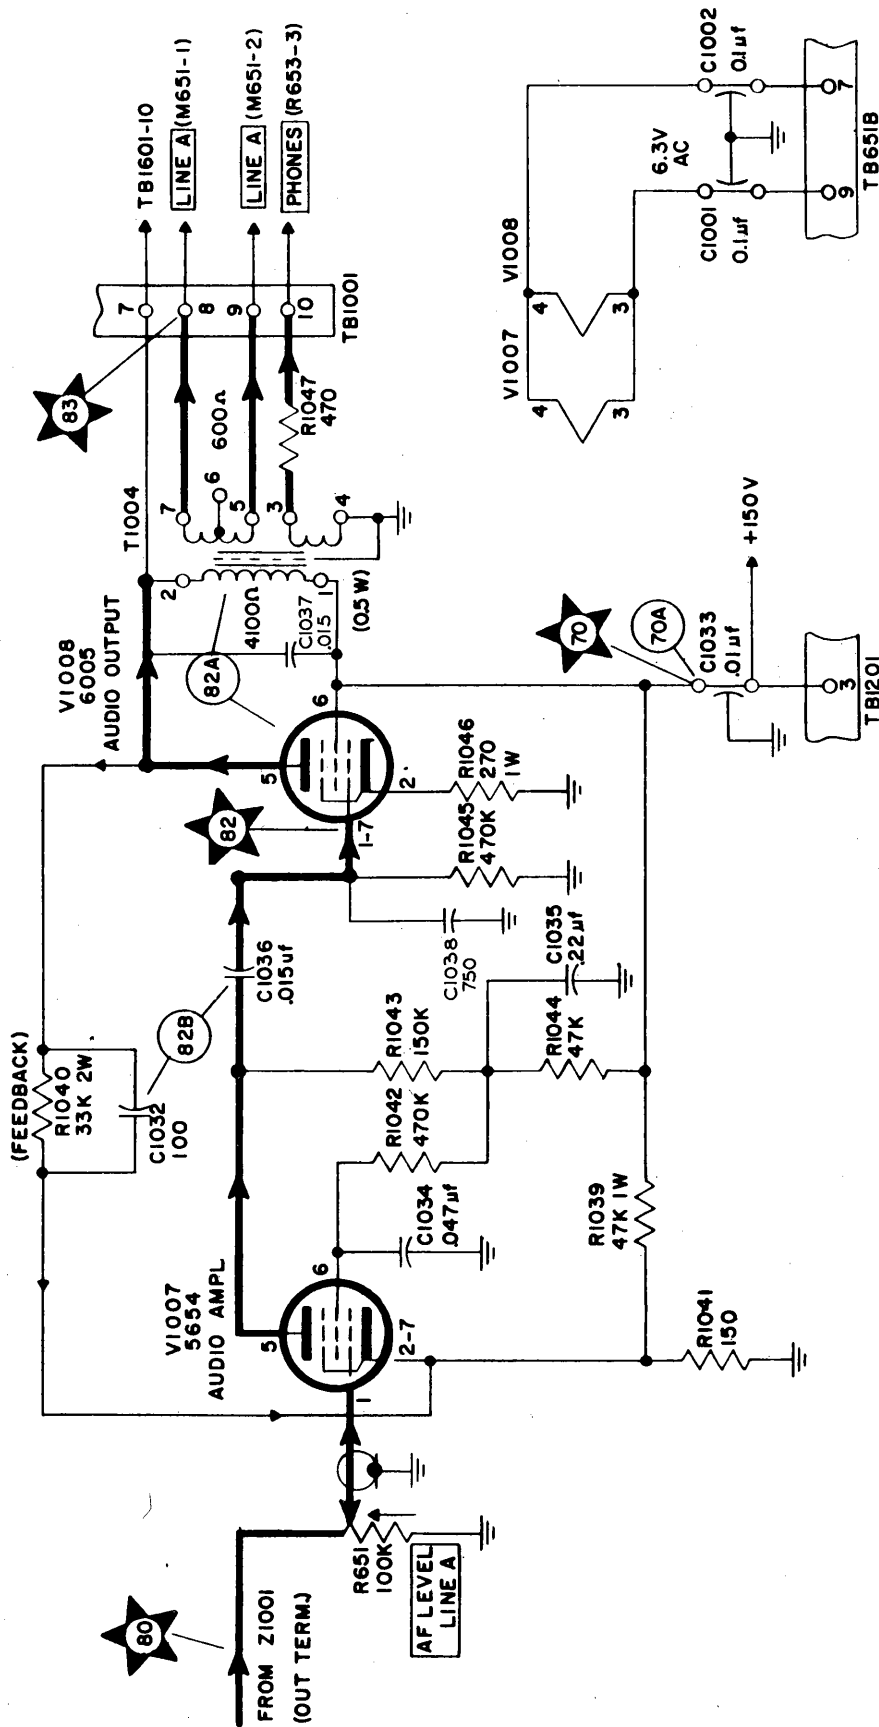 80
FROM Z1001
(OUT TERM.)
R651
100K
AF LEVEL
LINE A
1
V1007
5654
AUDIO AMPL
5
6
2-7
(FEEDBACK)
R1040
33K 2W
C1032
100
82B
C1034
.047µf
R1042
470K
R1043
150K
R1041
150
R1039
47K 1W
R1044
47K
C1035
.22µf
C1036
.015uf
C1038
750
82
1-7
R1045
470K
R1046
270
1W
V1008
6005
AUDIO OUTPUT
5
6
2
82A
C1037
.015
4100Ω
(0.5W)
T1004
2
1
7
6
5
3
4
600Ω
R1047
470
83
7
8
9
10
TB1001
TB1601-10
LINE A (M651-1)
LINE A (M651-2)
PHONES (R653-3)
70
70A
C1033
.01µf
+150V
3
TB1201
V1007
V1008
4
3
4
3
6.3V
AC
C1001
0.1µf
C1002
0.1µf
9
7
TB651B